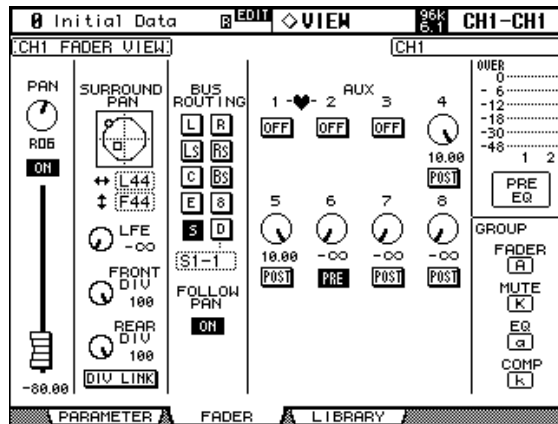 0 Initial Data B EDIT ◇VIEW 96k 6.1 CH1-CH1
CH1 FADER VIEW
CH1
PAN
R06
ON
-80.00
SURROUND
PAN
↔ L44
↕ F44
LFE
-∞
FRONT
DIV
100
REAR
DIV
100
DIV LINK
BUS
ROUTING
L R
LS RS
C BS
E 8
S D
S1-1
FOLLOW
PAN
ON
AUX
1 -♥- 2 3 4
OFF OFF OFF
10.00
POST
5 6 7 8
10.00 -∞ -∞ -∞
POST PRE POST POST
OVER
0
- 6
-12
-18
-30
-48
1 2
PRE
EQ
GROUP
FADER
A
MUTE
K
EQ
a
COMP
k
PARAMETER FADER LIBRARY